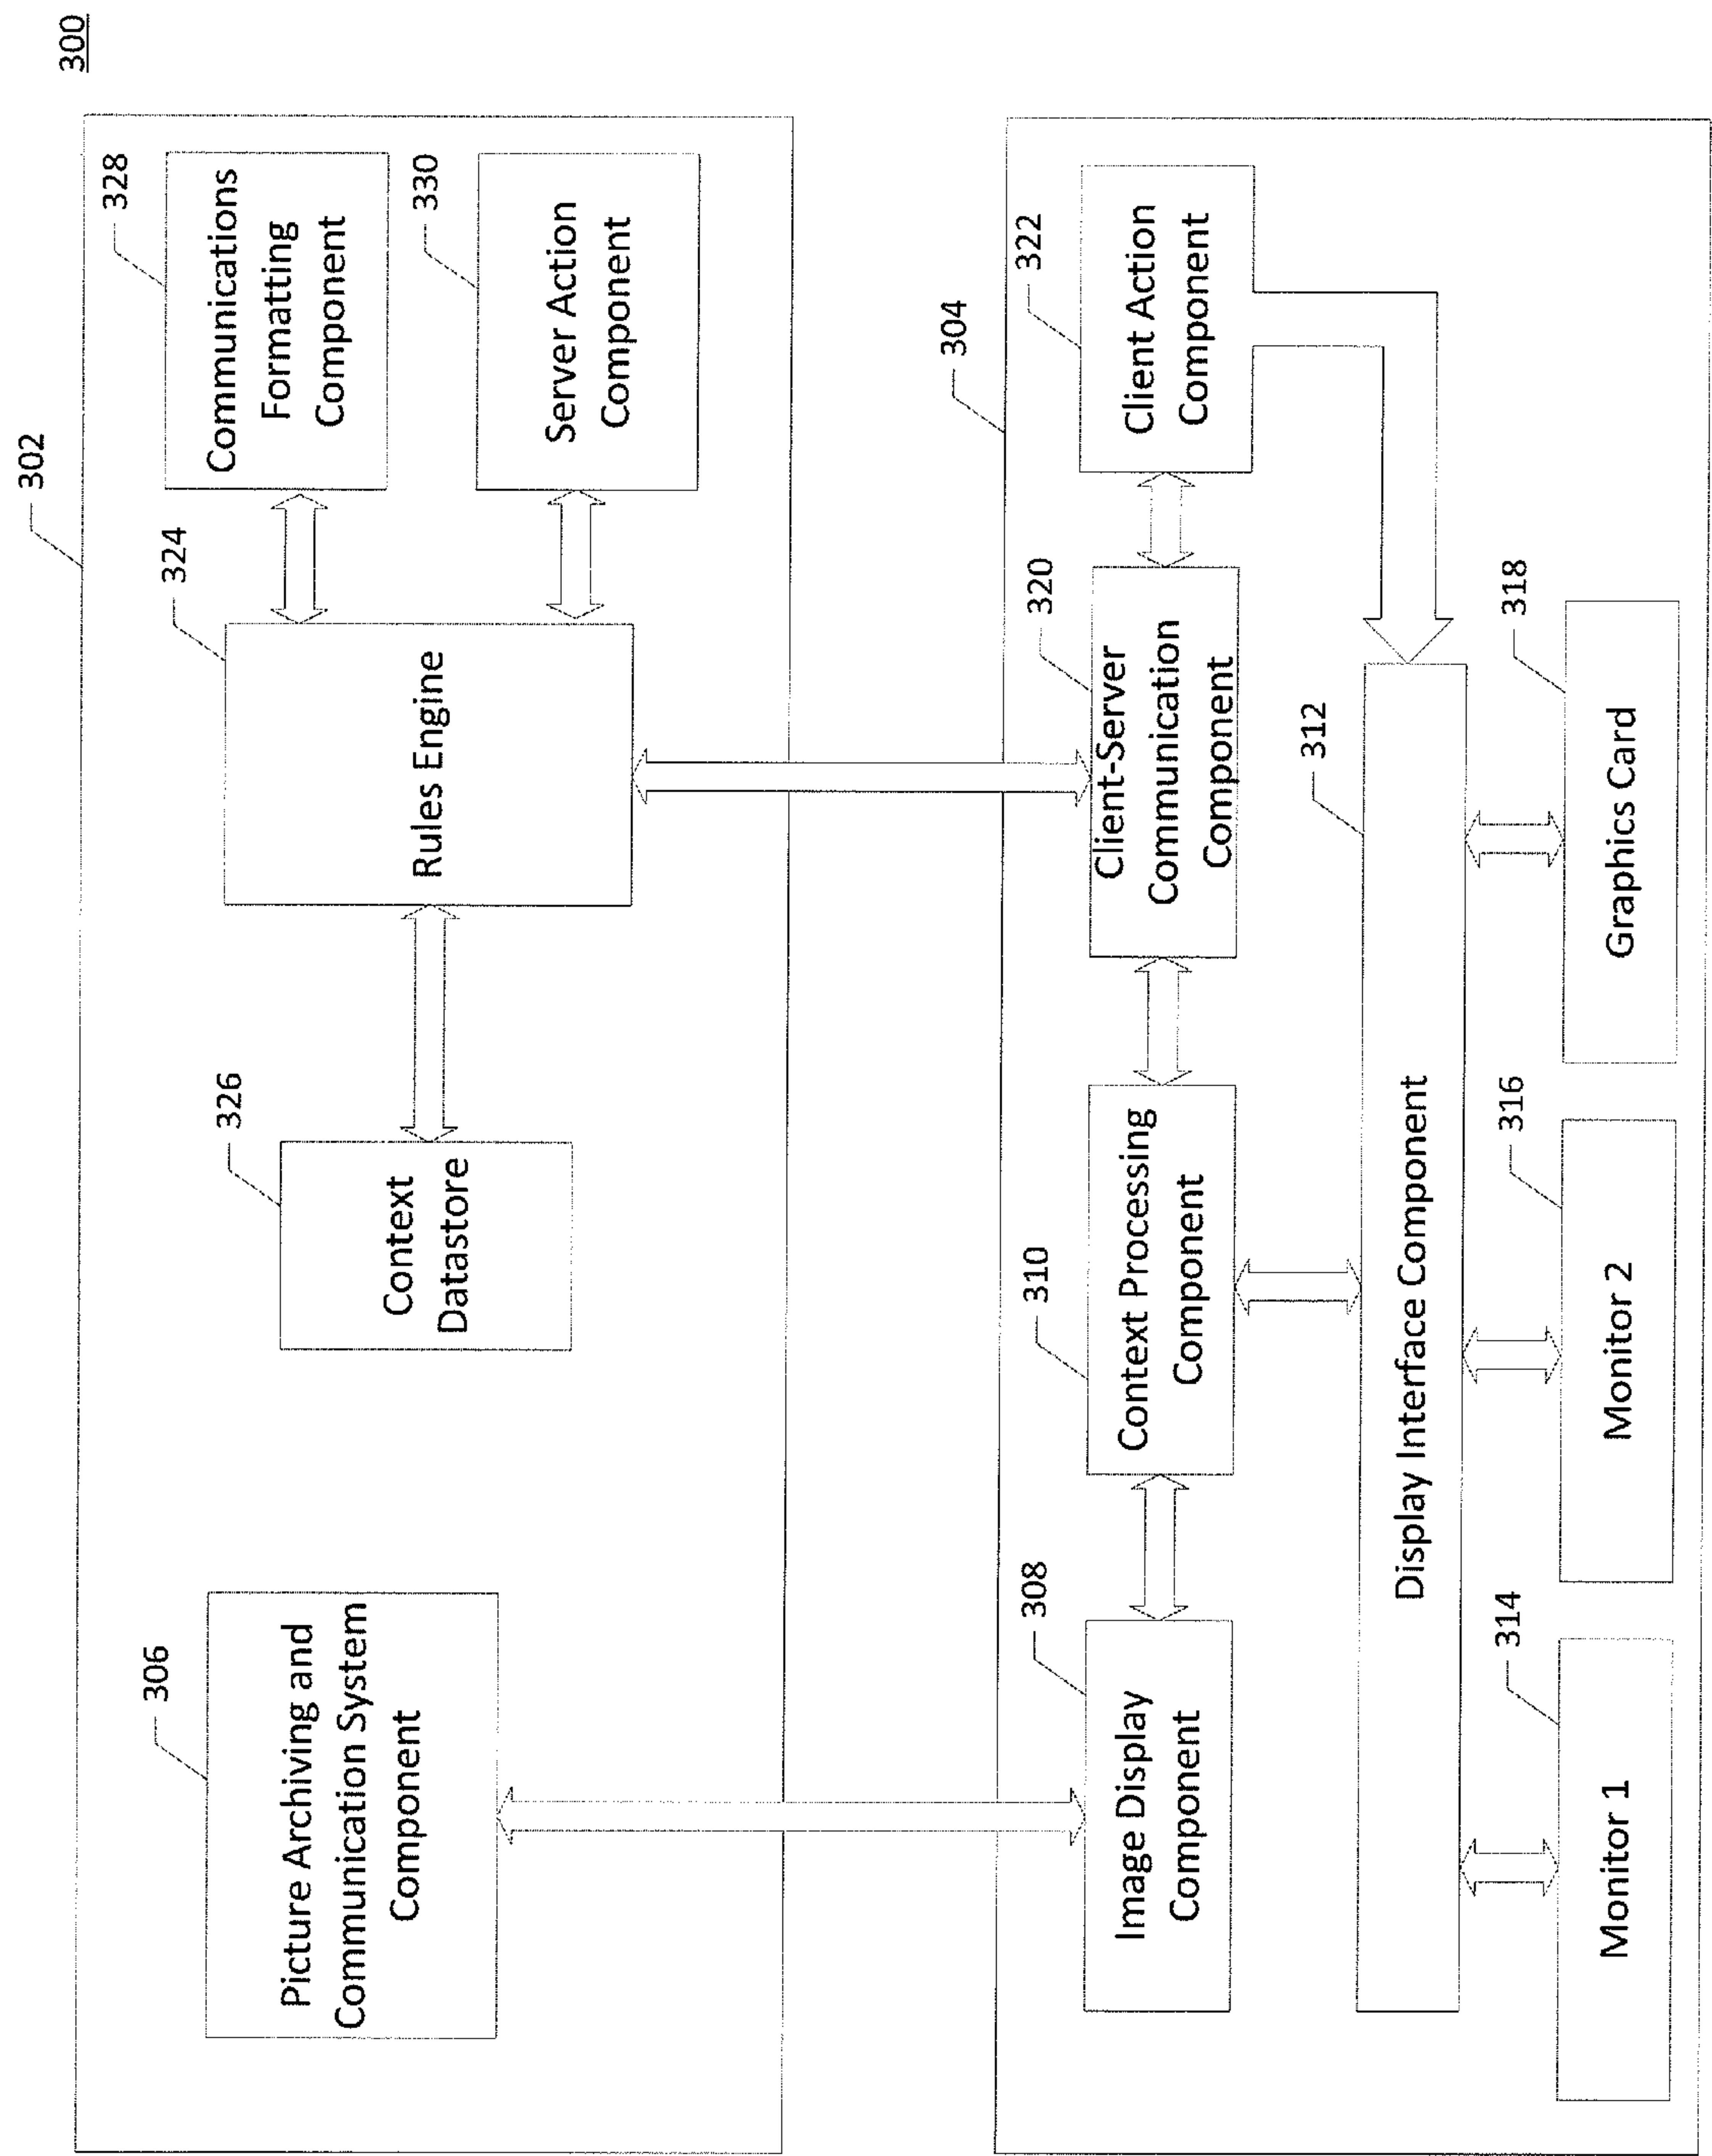 300
302
306
Picture Archiving and
Communication System
Component
326
Context
Datastore
324
Rules Engine
328
Communications
Formatting
Component
330
Server Action
Component
304
308
Image Display
Component
310
Context Processing
Component
320
Client-Server
Communication
Component
322
Client Action
Component
312
Display Interface Component
314
Monitor 1
316
Monitor 2
318
Graphics Card